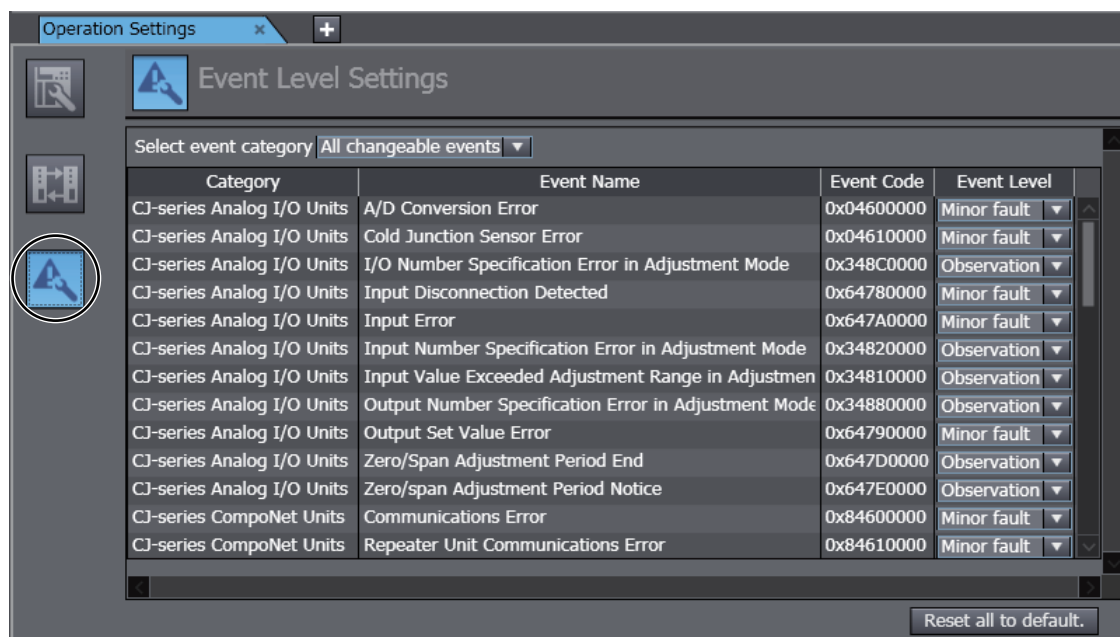 Operation Settings
Event Level Settings
Select event category All changeable events
Category Event Name Event Code Event Level
CJ-series Analog I/O Units A/D Conversion Error 0x04600000 Minor fault
CJ-series Analog I/O Units Cold Junction Sensor Error 0x04610000 Minor fault
CJ-series Analog I/O Units I/O Number Specification Error in Adjustment Mode 0x348C0000 Observation
CJ-series Analog I/O Units Input Disconnection Detected 0x64780000 Minor fault
CJ-series Analog I/O Units Input Error 0x647A0000 Minor fault
CJ-series Analog I/O Units Input Number Specification Error in Adjustment Mode 0x34820000 Observation
CJ-series Analog I/O Units Input Value Exceeded Adjustment Range in Adjustmen 0x34810000 Observation
CJ-series Analog I/O Units Output Number Specification Error in Adjustment Mode 0x34880000 Observation
CJ-series Analog I/O Units Output Set Value Error 0x64790000 Minor fault
CJ-series Analog I/O Units Zero/Span Adjustment Period End 0x647D0000 Observation
CJ-series Analog I/O Units Zero/span Adjustment Period Notice 0x647E0000 Observation
CJ-series CompoNet Units Communications Error 0x84600000 Minor fault
CJ-series CompoNet Units Repeater Unit Communications Error 0x84610000 Minor fault
Reset all to default.